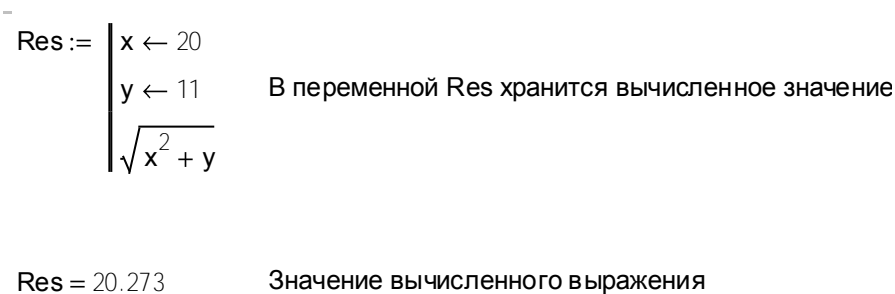 Res := x ← 20
y ← 11 В переменной Res хранится вычисленное значение
√x² + y
Res = 20.273 Значение вычисленного выражения